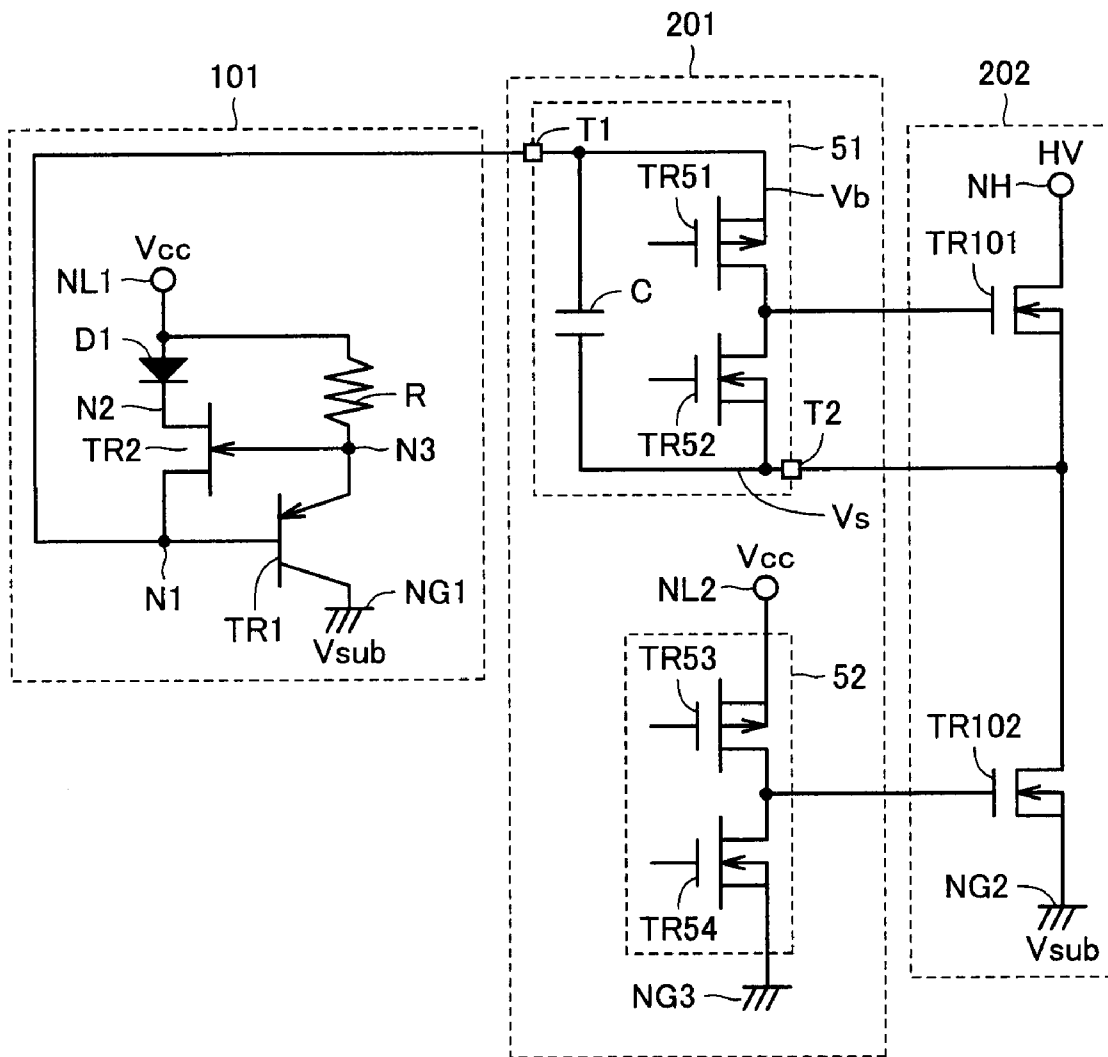 201
101
202
T1
51
HV
TR51
Vb
NH
Vcc
TR101
NL1
C
D1
R
N2
T2
TR2
N3
TR52
Vs
Vcc
N1
NG1
NL2
TR1
Vsub
TR53
52
TR102
NG2
TR54
Vsub
NG3